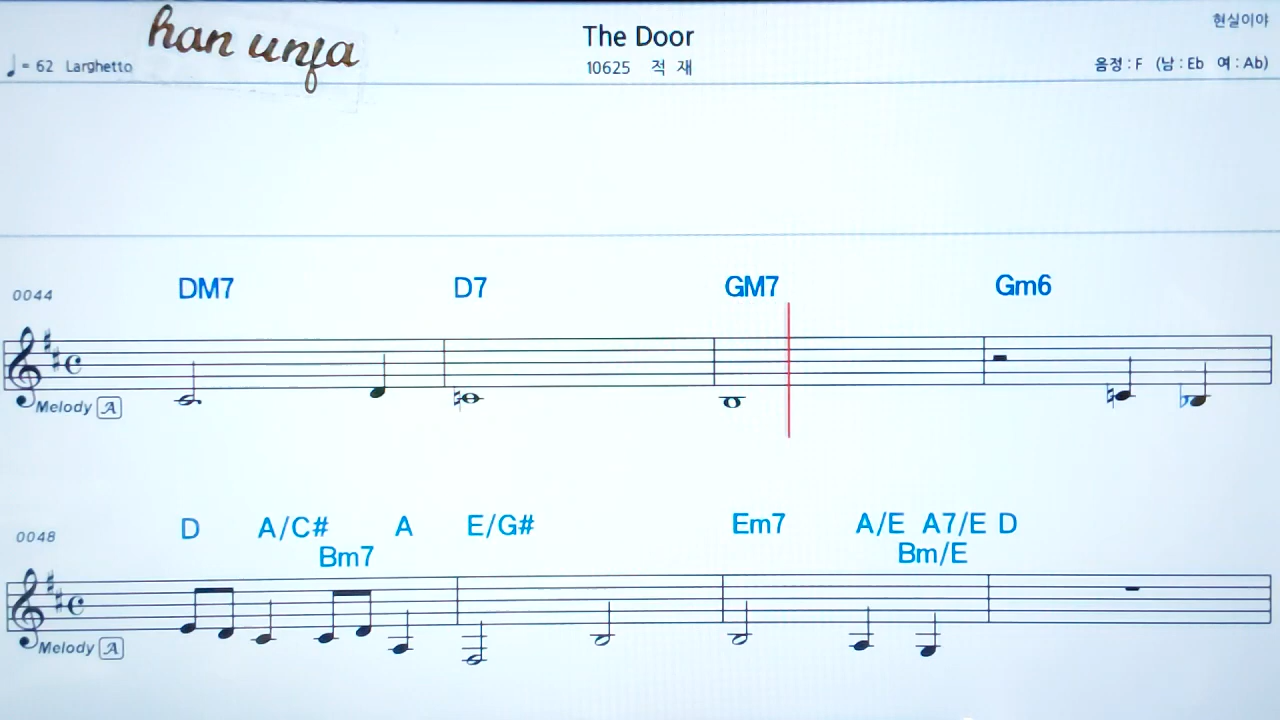 han unja
The Door
현실이야
♩= 62 Larghetto
10625 적 재
음정 : F (남 : Eb 여 : Ab)
0044 DM7 D7 GM7 Gm6
Melody A
0048 D A/C# A E/G# Em7 A/E A7/E D
Bm7 Bm/E
Melody A